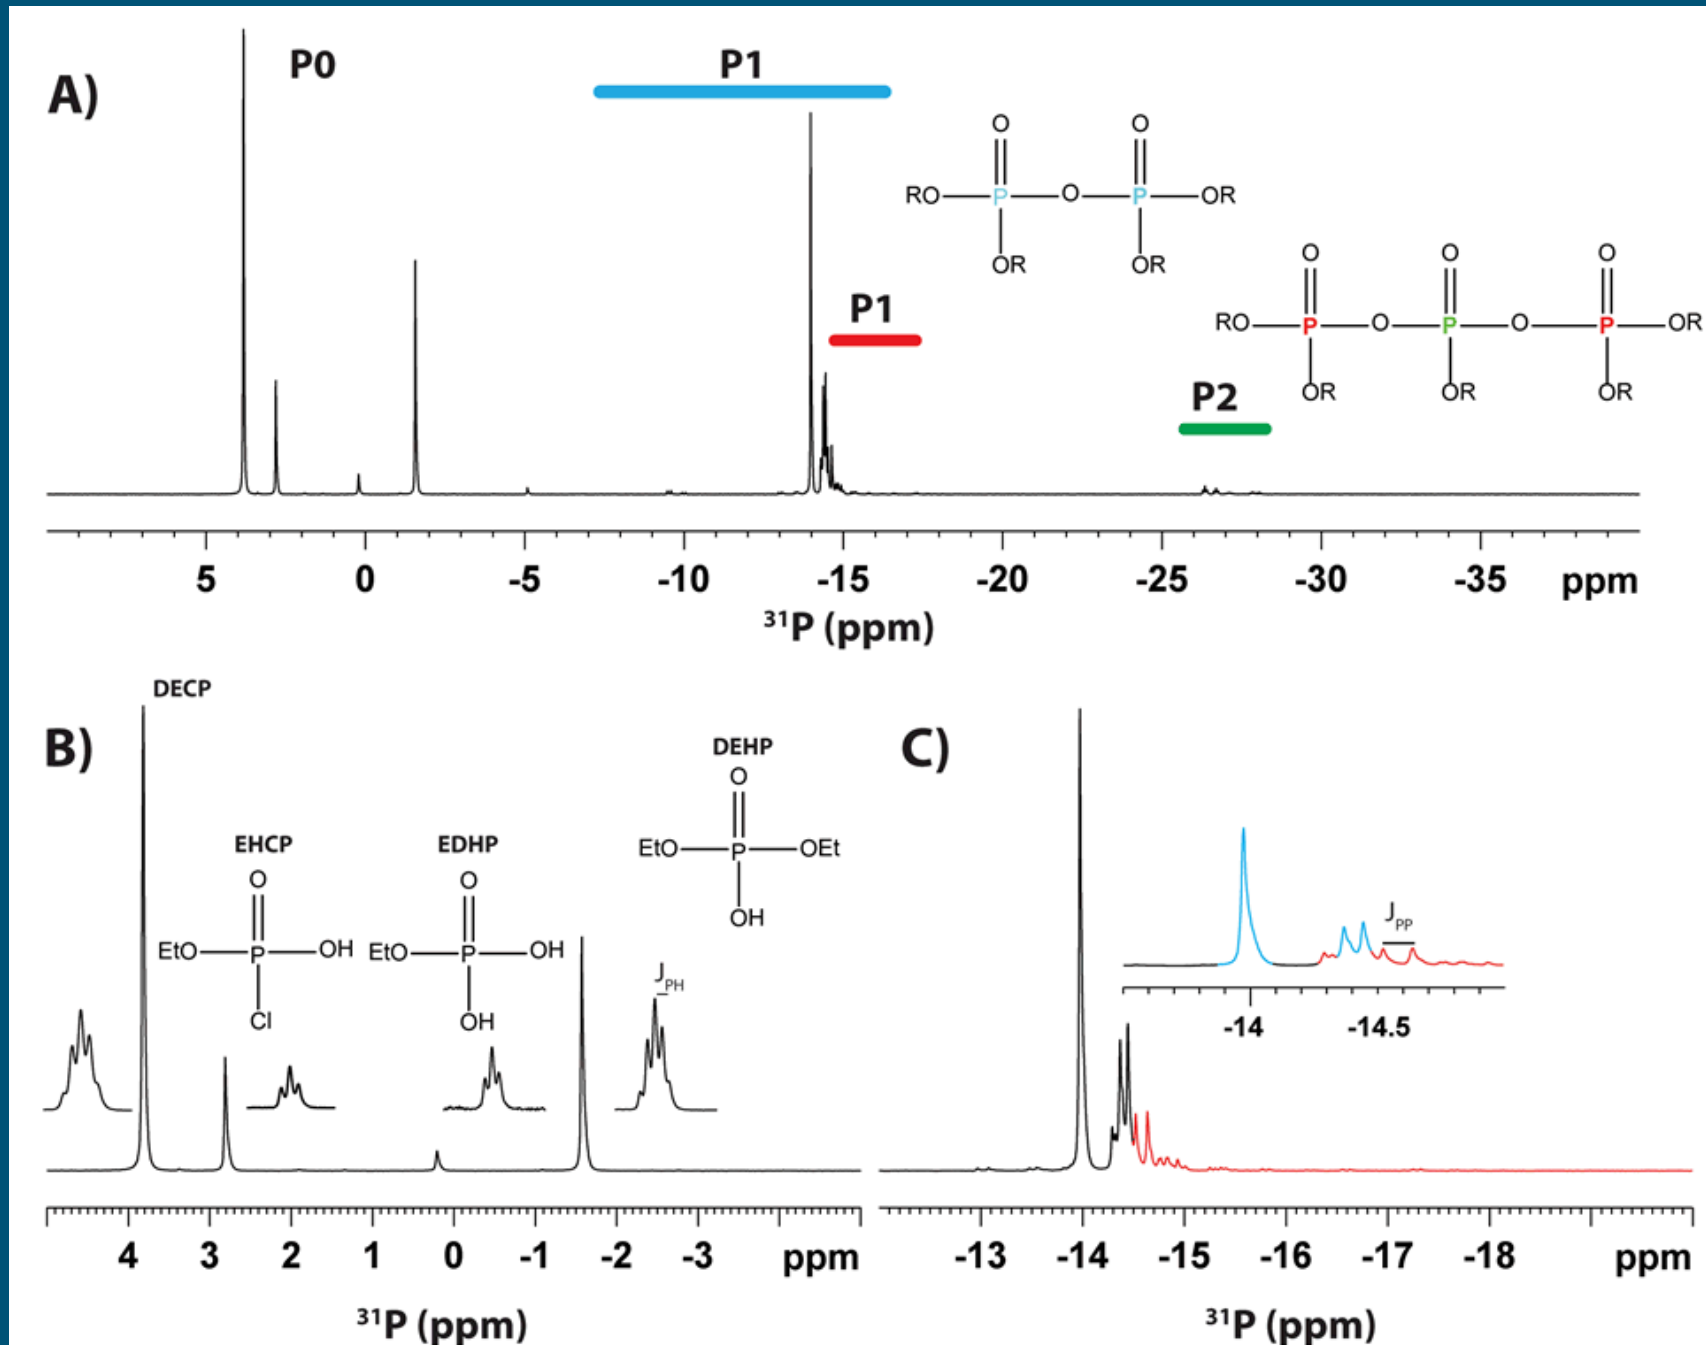 A)
P0
P1
O O
RO P O P OR
OR OR
P1
O O O
RO P O P O P OR
OR OR OR
P2
5 0 -5 -10 -15 -20 -25 -30 -35 ppm
³¹P (ppm)
B)
DECP
EHCP
O
EtO P OH
Cl
EDHP
O
EtO P OH
OH
DEHP
O
EtO P OEt
OH
J_PH
4 3 2 1 0 -1 -2 -3 ppm
³¹P (ppm)
C)
J_PP
-14 -14.5
-13 -14 -15 -16 -17 -18 ppm
³¹P (ppm)